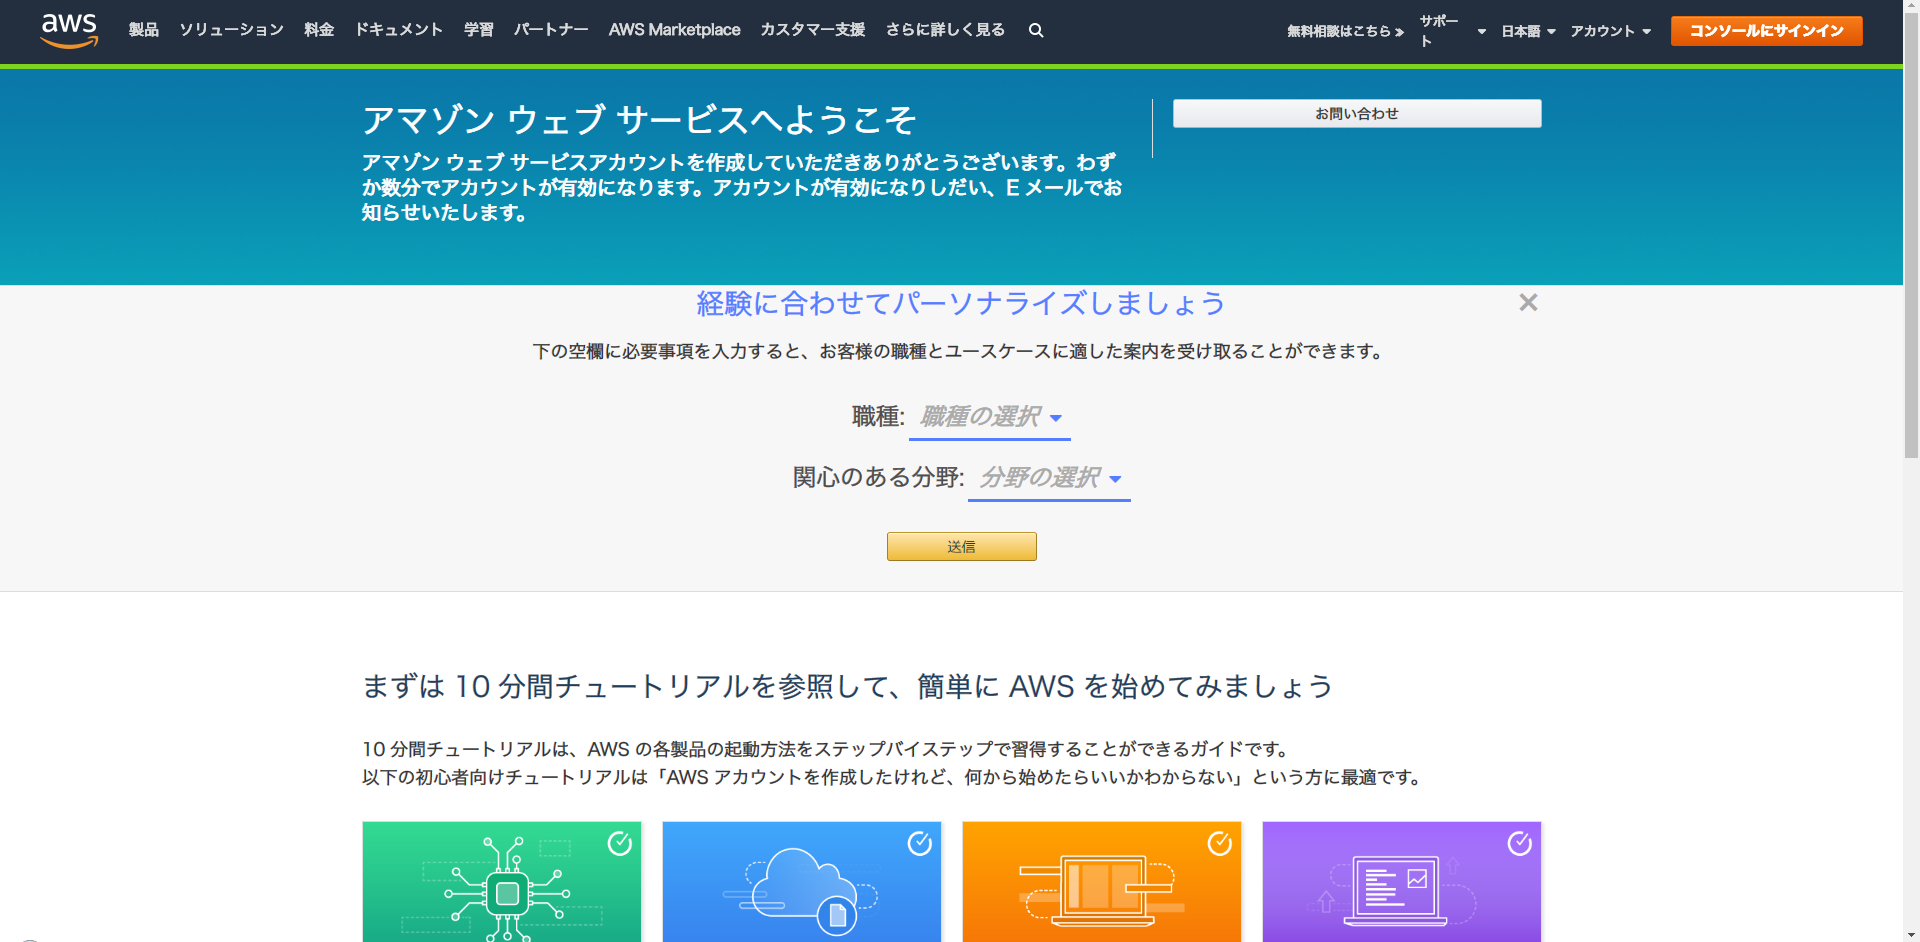 aws
製品 ソリューション 料金 ドキュメント 学習 パートナー AWS Marketplace カスタマー支援 さらに詳しく見る
無料相談はこちら »
サポー
ト
日本語
アカウント
コンソールにサインイン
アマゾン ウェブ サービスへようこそ
アマゾン ウェブ サービスアカウントを作成していただきありがとうございます。わず
か数分でアカウントが有効になります。アカウントが有効になりしだい、E メールでお
知らせいたします。
お問い合わせ
経験に合わせてパーソナライズしましょう
下の空欄に必要事項を入力すると、お客様の職種とユースケースに適した案内を受け取ることができます。
職種: 職種の選択
関心のある分野: 分野の選択
送信
まずは 10 分間チュートリアルを参照して、簡単に AWS を始めてみましょう
10 分間チュートリアルは、AWS の各製品の起動方法をステップバイステップで習得することができるガイドです。
以下の初心者向けチュートリアルは「AWS アカウントを作成したけれど、何から始めたらいいかわからない」という方に最適です。